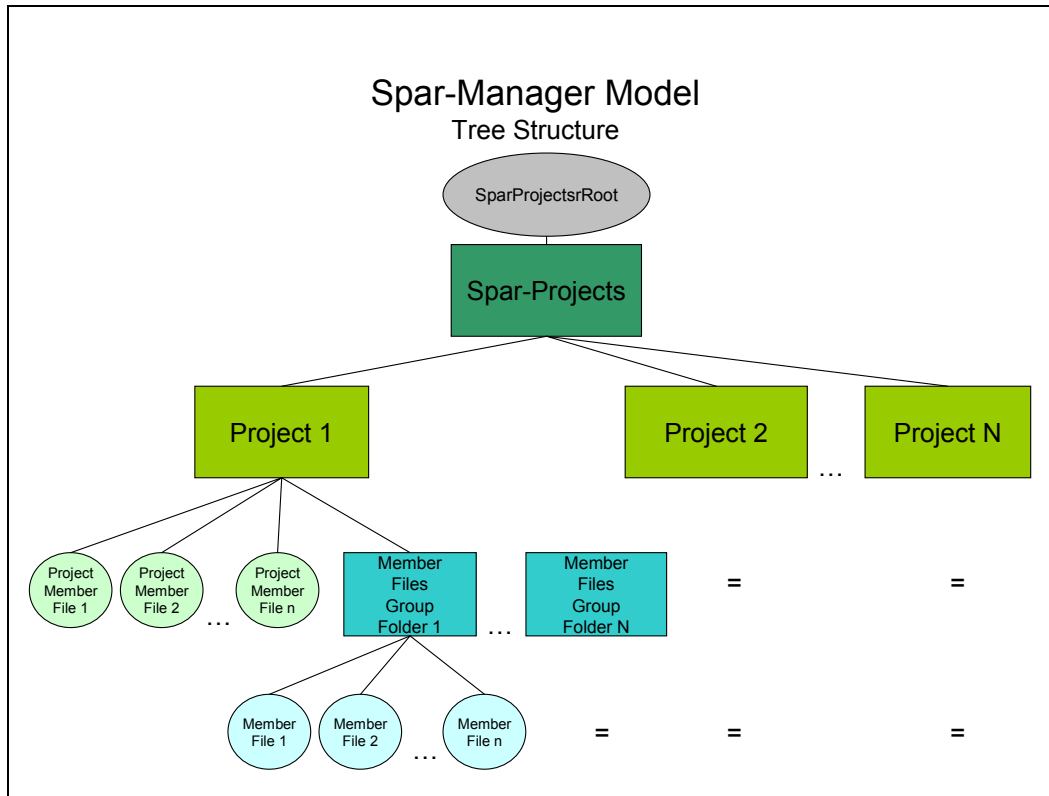 Spar-Manager Model
Tree Structure
SparProjectsrRoot
Spar-Projects
Project 1
Project 2
...
Project N
Project
Member
File 1
Project
Member
File 2
...
Project
Member
File n
Member
Files
Group
Folder 1
...
Member
Files
Group
Folder N
=
=
Member
File 1
Member
File 2
...
Member
File n
=
=
=